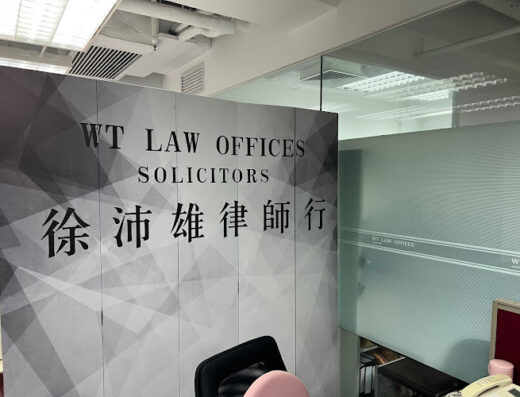 WT LAW OFFICES
SOLICITORS
徐沛雄律師行
WT LAW OFFICES
W